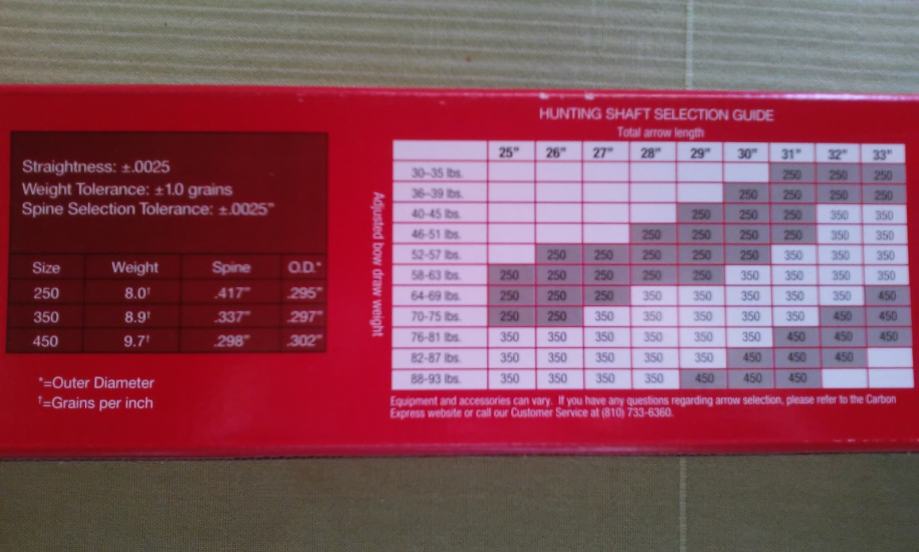 Straightness: ±.0025
Weight Tolerance: ±1.0 grains
Spine Selection Tolerance: ±.0025"
Size Weight Spine O.D.*
250 8.0† .417" .295"
350 8.9† .337" .297"
450 9.7† .298" .302"
*=Outer Diameter
†=Grains per inch
HUNTING SHAFT SELECTION GUIDE
Total arrow length
Adjusted bow draw weight
25" 26" 27" 28" 29" 30" 31" 32" 33"
30–35 lbs. 250 250 250
36–39 lbs. 250 250 250 250
40-45 lbs. 250 250 250 350 350
46-51 lbs. 250 250 250 250 350 350
52-57 lbs. 250 250 250 250 250 350 350 350
58-63 lbs. 250 250 250 250 250 350 350 350 350
64-69 lbs. 250 250 250 350 350 350 350 350 450
70-75 lbs. 250 250 350 350 350 350 350 450 450
76-81 lbs. 350 350 350 350 350 350 450 450 450
82-87 lbs. 350 350 350 350 350 450 450 450
88-93 lbs. 350 350 350 350 450 450 450
Equipment and accessories can vary. If you have any questions regarding arrow selection, please refer to the Carbon
Express website or call our Customer Service at (810) 733-6360.